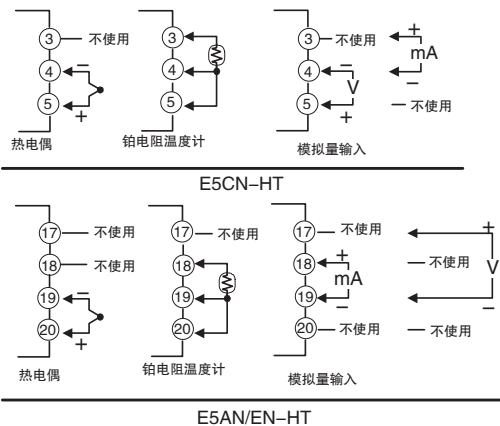 3 不使用 3 3 不使用 + mA
4 − 4 4 − V −
5 + 5 5 + 不使用
热电偶 铂电阻温度计 模拟量输入
E5CN–HT
17 不使用 17 不使用 17 不使用 +
18 不使用 18 18 + mA 不使用 V
19 − 19 19 − −
20 + 20 20 不使用 不使用
热电偶 铂电阻温度计 模拟量输入
E5AN/EN–HT